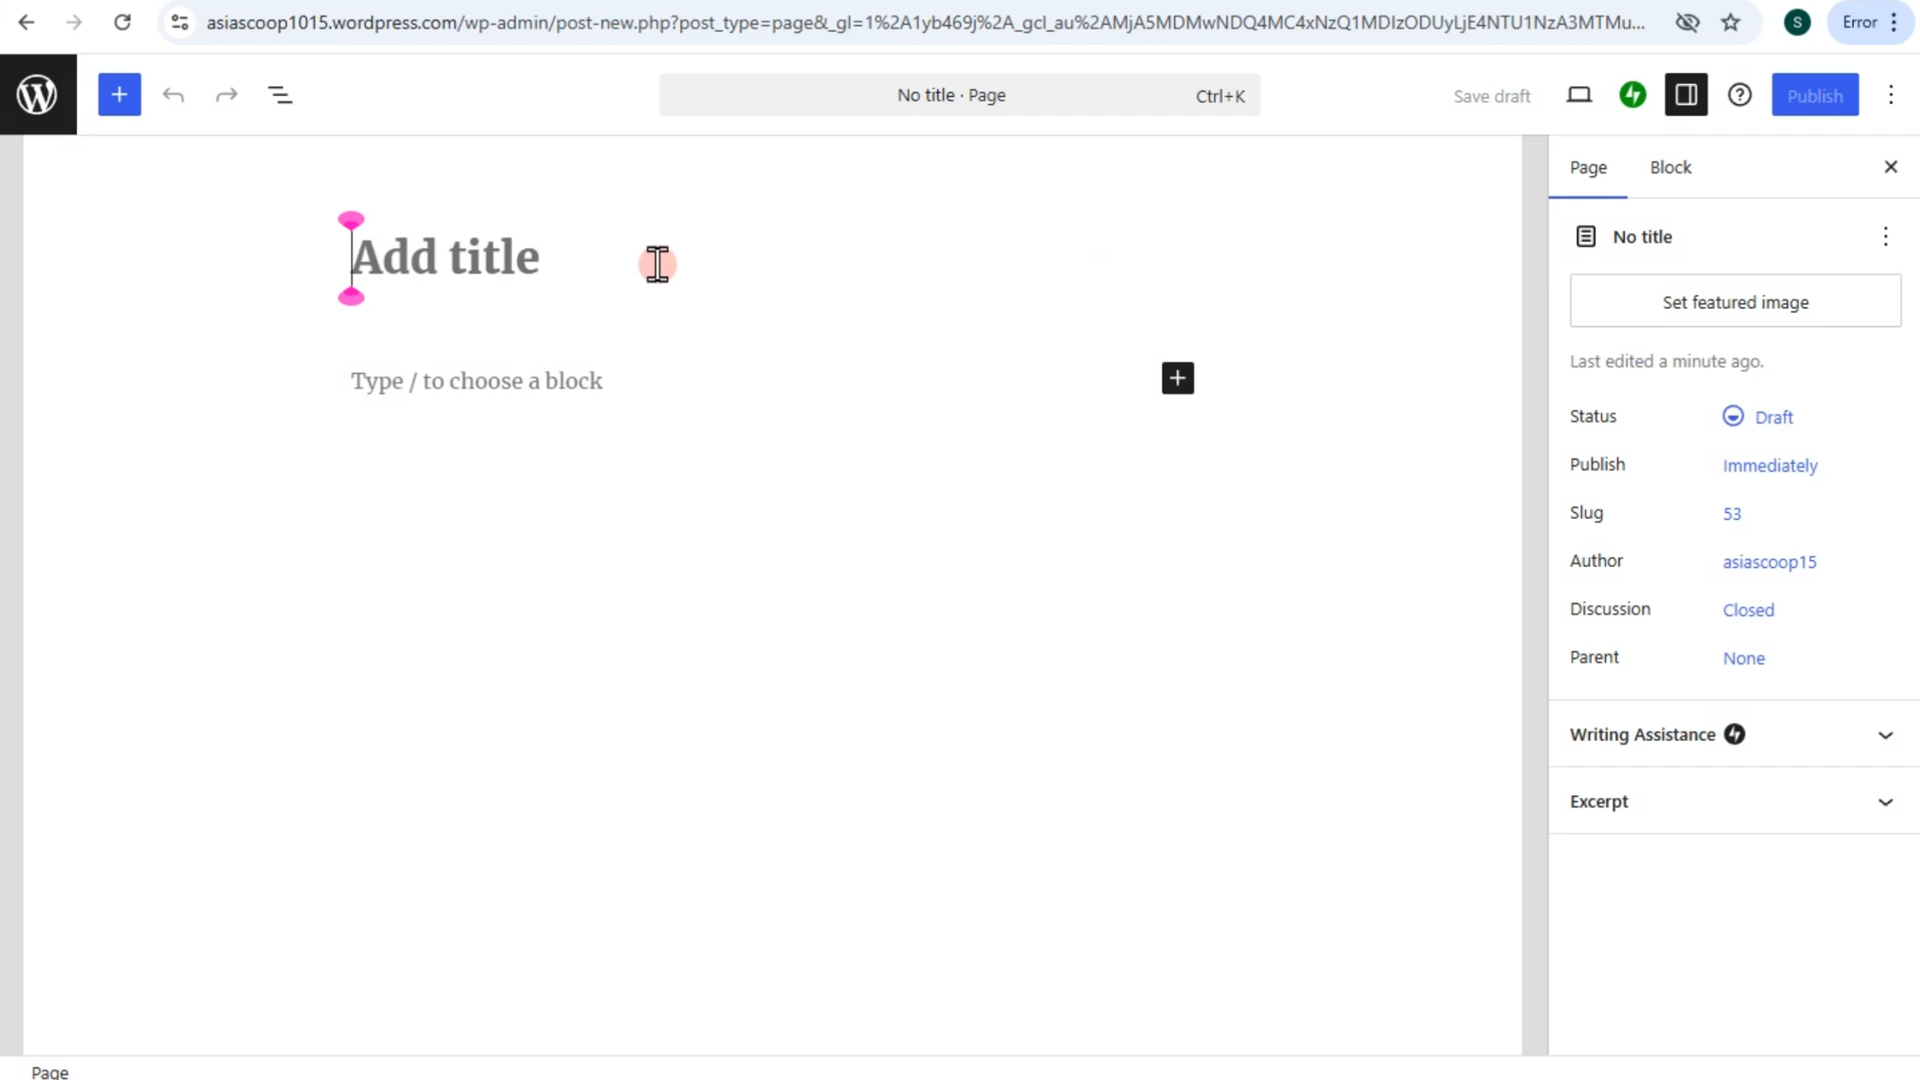 asiascoop1015.wordpress.com/wp-admin/post-new.php?post_type=page&_gl=1%2A1yb469j%2A_gcl_au%2AMjA5MDMwNDQ4MC4xNzQ1MDIzODUyLjE4NTU1NzA3MTMu...
S
Error
No title · Page
Ctrl+K
Save draft
Publish
Add title
Type / to choose a block
Page
Block
No title
Set featured image
Last edited a minute ago.
Status Draft
Publish Immediately
Slug 53
Author asiascoop15
Discussion Closed
Parent None
Writing Assistance
Excerpt
Page